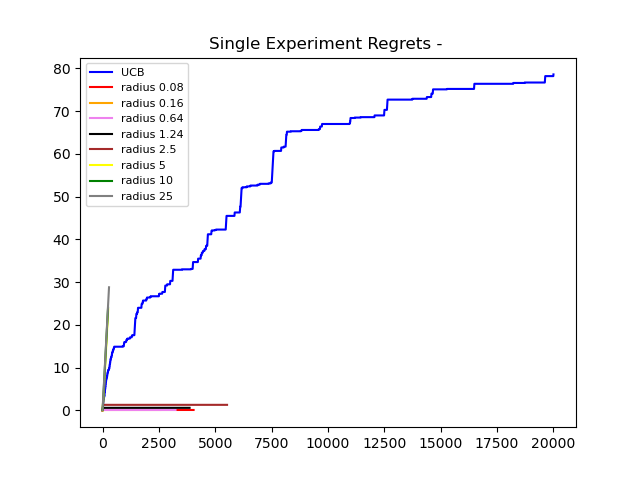 Single Experiment Regrets -
80
70
60
50
40
30
20
10
0
UCB
radius 0.08
radius 0.16
radius 0.64
radius 1.24
radius 2.5
radius 5
radius 10
radius 25
0 2500 5000 7500 10000 12500 15000 17500 20000